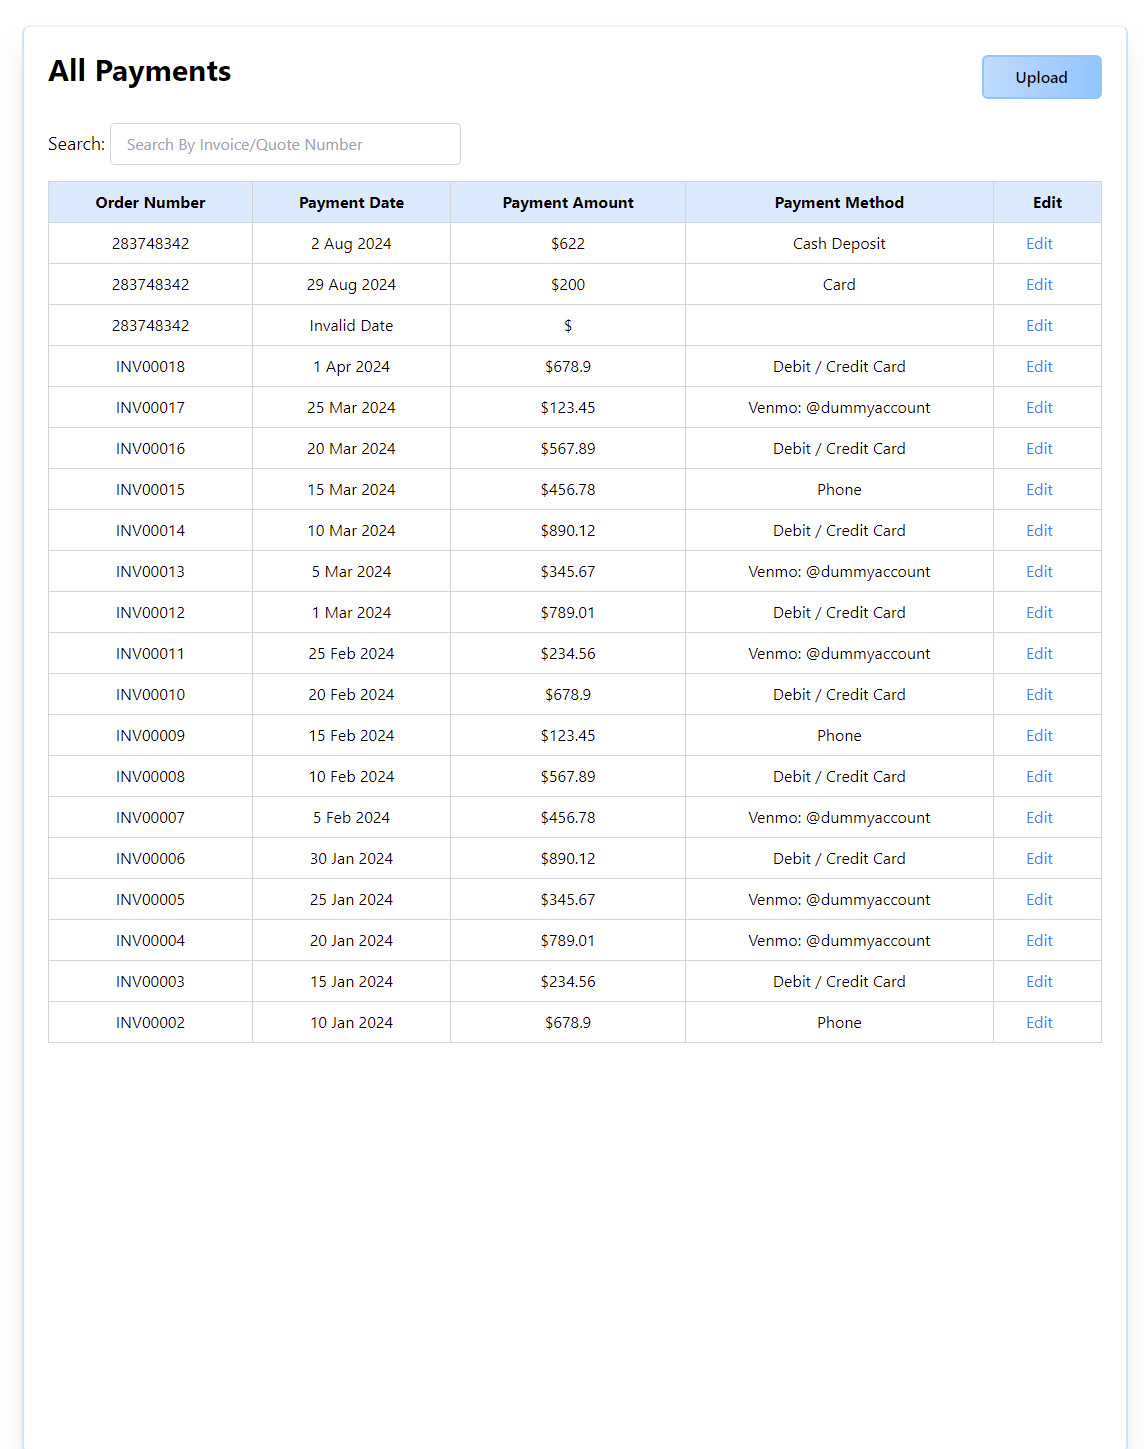 All Payments
Upload
Search: Search By Invoice/Quote Number
Order Number Payment Date Payment Amount Payment Method Edit
283748342 2 Aug 2024 $622 Cash Deposit Edit
283748342 29 Aug 2024 $200 Card Edit
283748342 Invalid Date $ Edit
INV00018 1 Apr 2024 $678.9 Debit / Credit Card Edit
INV00017 25 Mar 2024 $123.45 Venmo: @dummyaccount Edit
INV00016 20 Mar 2024 $567.89 Debit / Credit Card Edit
INV00015 15 Mar 2024 $456.78 Phone Edit
INV00014 10 Mar 2024 $890.12 Debit / Credit Card Edit
INV00013 5 Mar 2024 $345.67 Venmo: @dummyaccount Edit
INV00012 1 Mar 2024 $789.01 Debit / Credit Card Edit
INV00011 25 Feb 2024 $234.56 Venmo: @dummyaccount Edit
INV00010 20 Feb 2024 $678.9 Debit / Credit Card Edit
INV00009 15 Feb 2024 $123.45 Phone Edit
INV00008 10 Feb 2024 $567.89 Debit / Credit Card Edit
INV00007 5 Feb 2024 $456.78 Venmo: @dummyaccount Edit
INV00006 30 Jan 2024 $890.12 Debit / Credit Card Edit
INV00005 25 Jan 2024 $345.67 Venmo: @dummyaccount Edit
INV00004 20 Jan 2024 $789.01 Venmo: @dummyaccount Edit
INV00003 15 Jan 2024 $234.56 Debit / Credit Card Edit
INV00002 10 Jan 2024 $678.9 Phone Edit